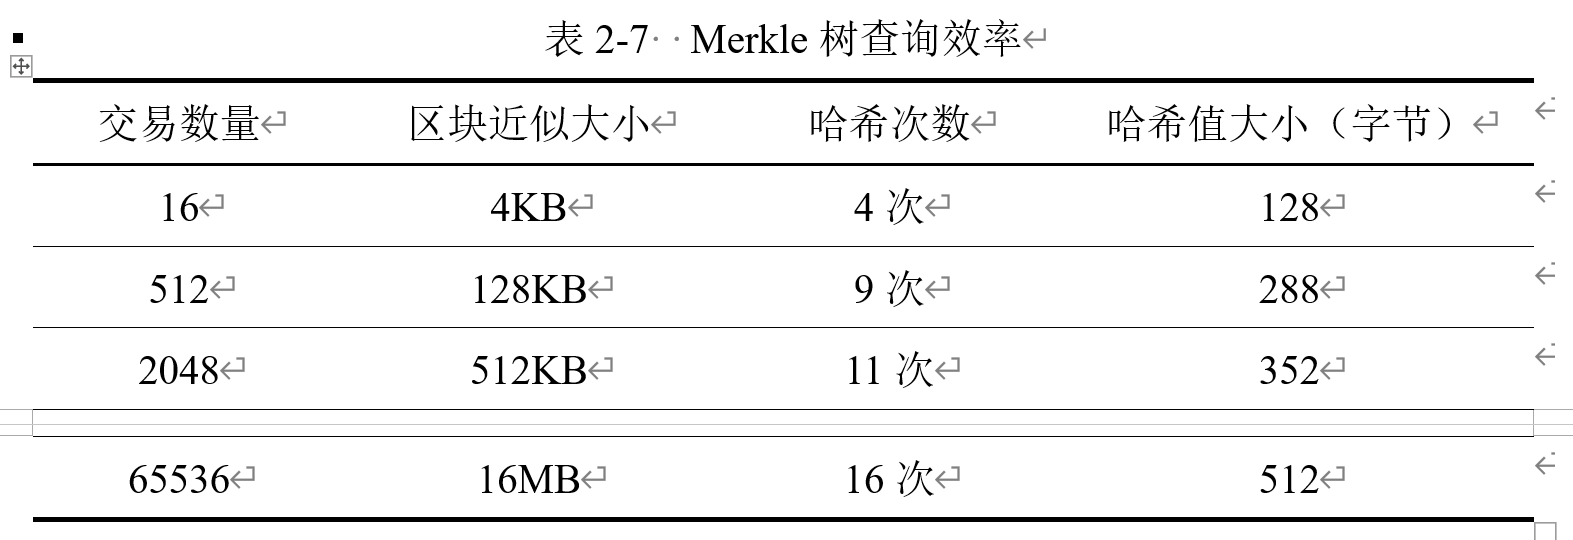 表 2-7  Merkle 树查询效率
交易数量 区块近似大小 哈希次数 哈希值大小（字节）
16 4KB 4 次 128
512 128KB 9 次 288
2048 512KB 11 次 352
65536 16MB 16 次 512